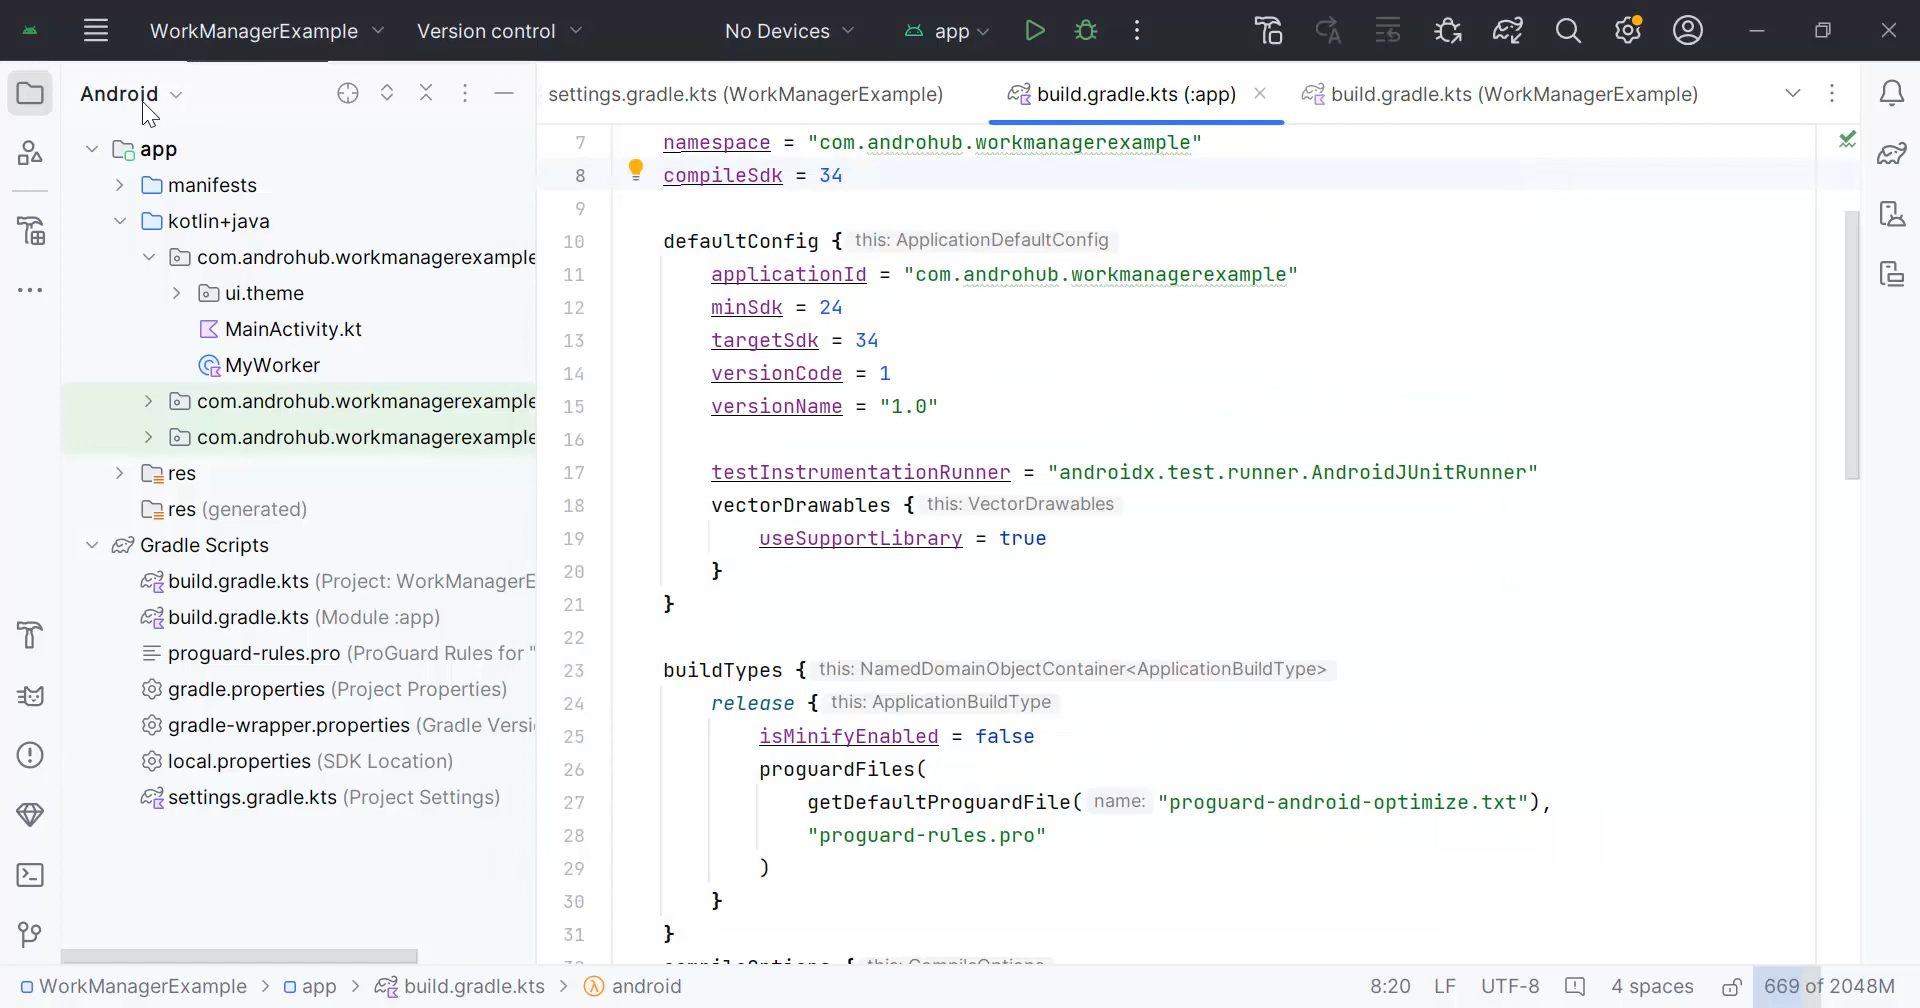 WorkManagerExample Version control No Devices app
Android
settings.gradle.kts (WorkManagerExample) build.gradle.kts (:app) build.gradle.kts (WorkManagerExample)
app
manifests
kotlin+java
com.androhub.workmanagerexample
ui.theme
MainActivity.kt
MyWorker
com.androhub.workmanagerexample
com.androhub.workmanagerexample
res
res (generated)
Gradle Scripts
build.gradle.kts (Project: WorkManagerE
build.gradle.kts (Module :app)
proguard-rules.pro (ProGuard Rules for "
gradle.properties (Project Properties)
gradle-wrapper.properties (Gradle Versi
local.properties (SDK Location)
settings.gradle.kts (Project Settings)
7 namespace = "com.androhub.workmanagerexample"
8 compileSdk = 34
9
10 defaultConfig { this: ApplicationDefaultConfig
11 applicationId = "com.androhub.workmanagerexample"
12 minSdk = 24
13 targetSdk = 34
14 versionCode = 1
15 versionName = "1.0"
16
17 testInstrumentationRunner = "androidx.test.runner.AndroidJUnitRunner"
18 vectorDrawables { this: VectorDrawables
19 useSupportLibrary = true
20 }
21 }
22
23 buildTypes { this: NamedDomainObjectContainer<ApplicationBuildType>
24 release { this: ApplicationBuildType
25 isMinifyEnabled = false
26 proguardFiles(
27 getDefaultProguardFile( name: "proguard-android-optimize.txt"),
28 "proguard-rules.pro"
29 )
30 }
31 }
compileOptions { this: CompileOptions
WorkManagerExample > app > build.gradle.kts > android 8:20 LF UTF-8 4 spaces 669 of 2048M